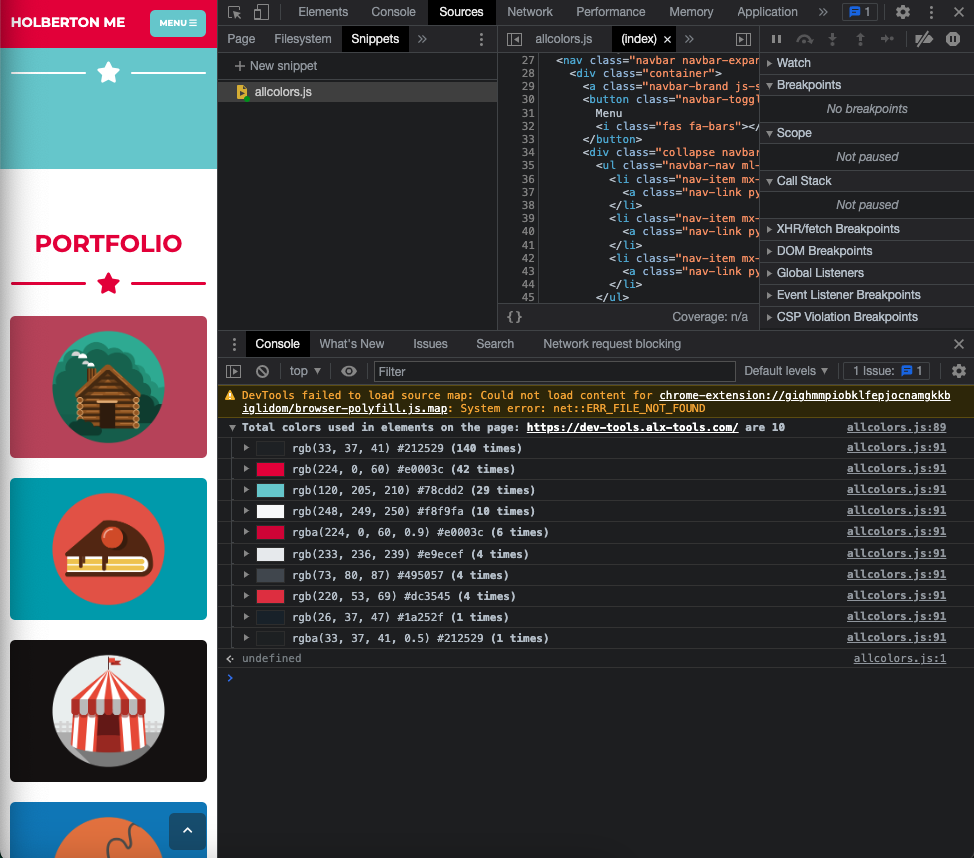 HOLBERTON ME
MENU
PORTFOLIO
Elements Console Sources Network Performance Memory Application » 1
Page Filesystem Snippets »
New snippet
allcolors.js
allcolors.js (index) × »
27 <nav class="navbar navbar-expan
28 <div class="container">
29 <a class="navbar-brand js-s
30 <button class="navbar-toggl
31 Menu
32 <i class="fas fa-bars"></
33 </button>
34 <div class="collapse navbar
35 <ul class="navbar-nav ml-
36 <li class="nav-item mx-
37 <a class="nav-link py
38 </li>
39 <li class="nav-item mx-
40 <a class="nav-link py
41 </li>
42 <li class="nav-item mx-
43 <a class="nav-link py
44 </li>
45 </ul>
{} Coverage: n/a
Watch
Breakpoints
No breakpoints
Scope
Not paused
Call Stack
Not paused
XHR/fetch Breakpoints
DOM Breakpoints
Global Listeners
Event Listener Breakpoints
CSP Violation Breakpoints
Console What's New Issues Search Network request blocking
top Filter Default levels 1 Issue: 1
DevTools failed to load source map: Could not load content for chrome-extension://gighmmpiobklfepjocnamgkkb
iglidom/browser-polyfill.js.map: System error: net::ERR_FILE_NOT_FOUND
Total colors used in elements on the page: https://dev-tools.alx-tools.com/ are 10 allcolors.js:89
rgb(33, 37, 41) #212529 (140 times) allcolors.js:91
rgb(224, 0, 60) #e0003c (42 times) allcolors.js:91
rgb(120, 205, 210) #78cdd2 (29 times) allcolors.js:91
rgb(248, 249, 250) #f8f9fa (10 times) allcolors.js:91
rgba(224, 0, 60, 0.9) #e0003c (6 times) allcolors.js:91
rgb(233, 236, 239) #e9ecef (4 times) allcolors.js:91
rgb(73, 80, 87) #495057 (4 times) allcolors.js:91
rgb(220, 53, 69) #dc3545 (4 times) allcolors.js:91
rgb(26, 37, 47) #1a252f (1 times) allcolors.js:91
rgba(33, 37, 41, 0.5) #212529 (1 times) allcolors.js:91
undefined allcolors.js:1